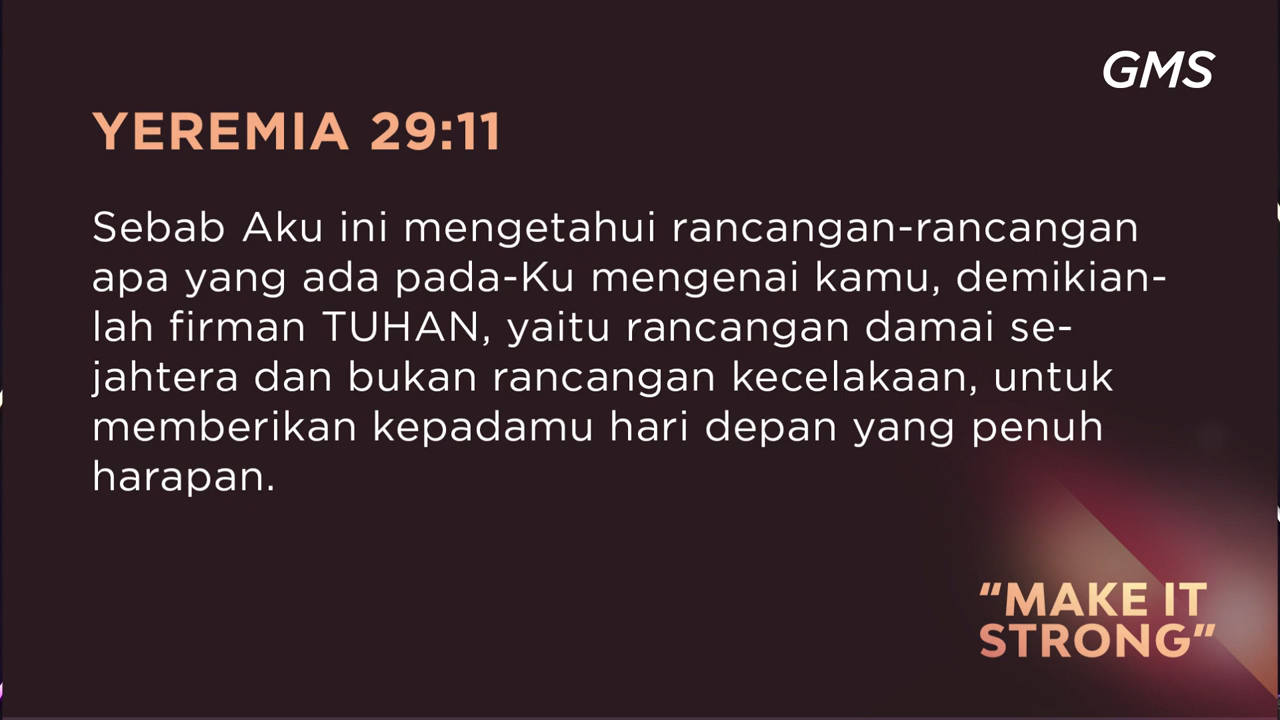 GMS
YEREMIA 29:11
Sebab Aku ini mengetahui rancangan-rancangan
apa yang ada pada-Ku mengenai kamu, demikian-
lah firman TUHAN, yaitu rancangan damai se-
jahtera dan bukan rancangan kecelakaan, untuk
memberikan kepadamu hari depan yang penuh
harapan.
“MAKE IT
STRONG”